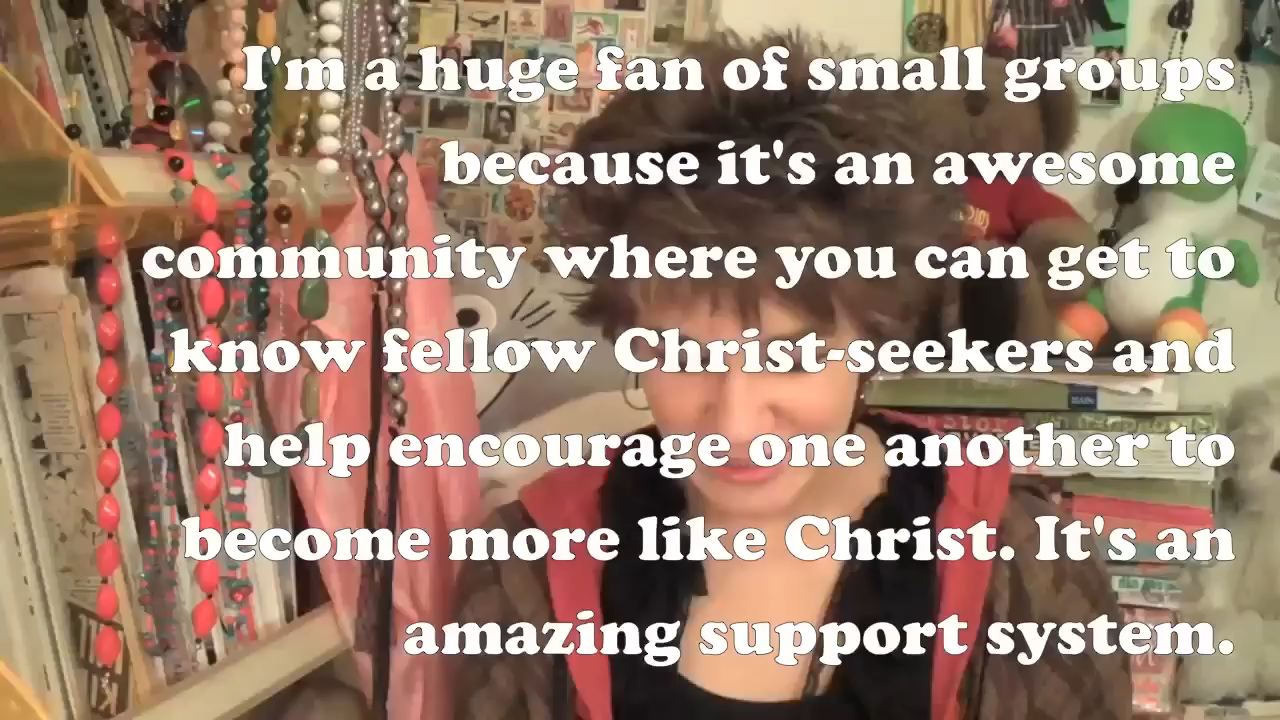 I'm a huge fan of small groups
because it's an awesome
community where you can get to
know fellow Christ-seekers and
help encourage one another to
become more like Christ. It's an
amazing support system.